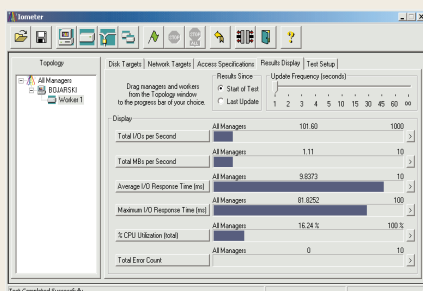 Iometer
Topology
All Managers
BOJARSKI
Worker 1
Disk Targets
Network Targets
Access Specifications
Results Display
Test Setup
Drag managers and workers
from the Topology window
to the progress bar of your choice.
Results Since
Start of Test
Last Update
Update Frequency (seconds)
1 2 3 4 5 10 15 30 45 60 ∞
Display
All Managers 101.60 1000
Total I/Os per Second
All Managers 1.11 10
Total MBs per Second
All Managers 9.8373 10
Average I/O Response Time (ms)
All Managers 81.8252 100
Maximum I/O Response Time (ms)
All Managers 16.24 % 100 %
% CPU Utilization (total)
All Managers 0 10
Total Error Count
Test Completed Successfully